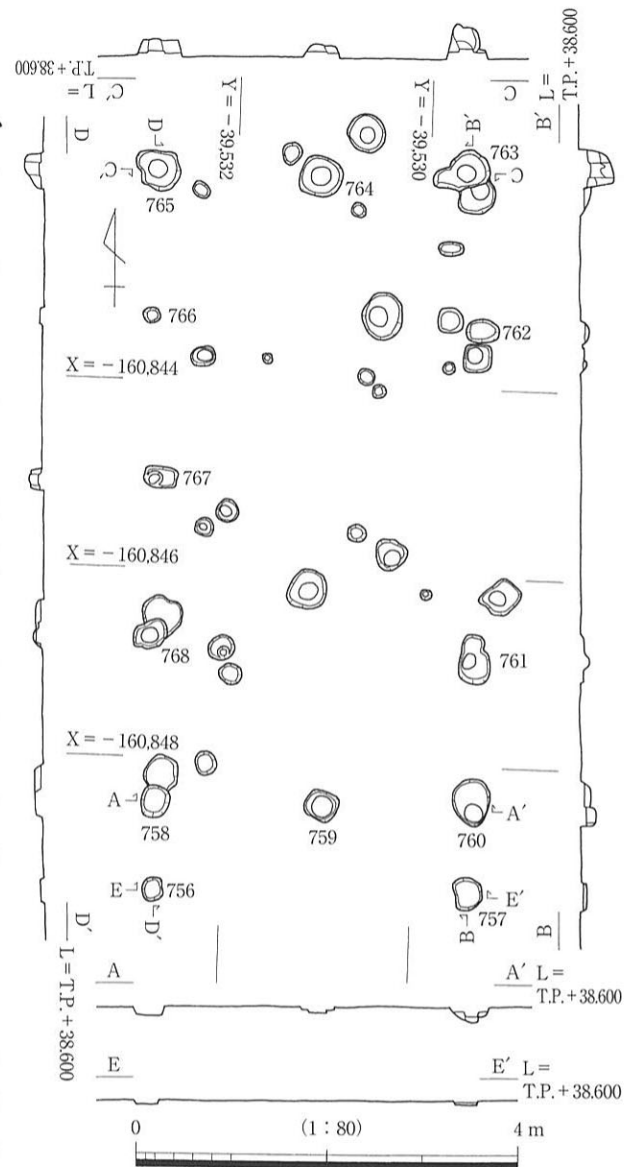 T.P.+38.600
C′ L =
C
B′ L =
T.P.+38.600
D
D
Y = −39,532
Y = −39,530
B′
763
C′
C
765
764
766
762
X = −160,844
767
X = −160,846
768
761
X = −160,848
A
758
759
760
A′
E
756
757
E′
D′
D′
B
B
L = T.P.+38.600
A
A′ L =
T.P.+38.600
E
E′ L =
T.P.+38.600
0
(1：80)
4 m